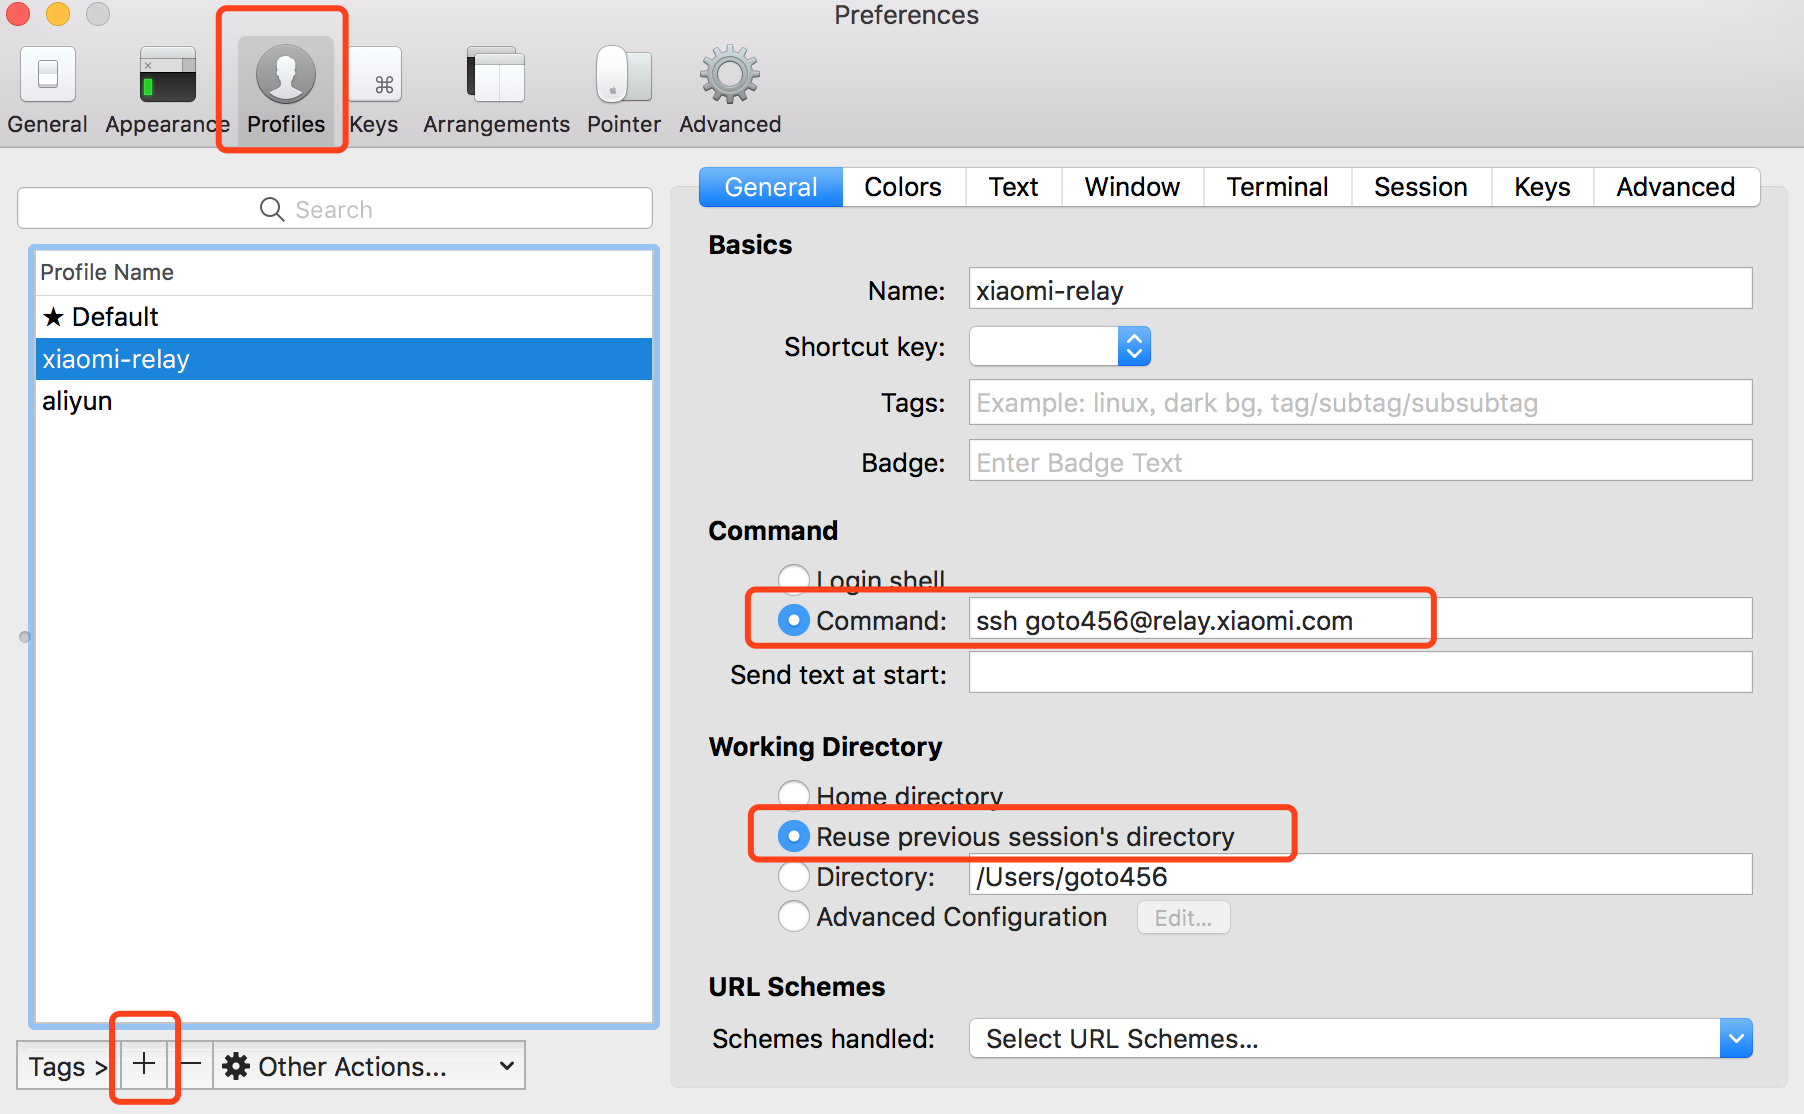 Preferences
General Appearance Profiles Keys Arrangements Pointer Advanced
Search
Profile Name
★ Default
xiaomi-relay
aliyun
Tags > + − Other Actions...
General Colors Text Window Terminal Session Keys Advanced
Basics
Name: xiaomi-relay
Shortcut key:
Tags: Example: linux, dark bg, tag/subtag/subsubtag
Badge: Enter Badge Text
Command
Login shell
Command: ssh goto456@relay.xiaomi.com
Send text at start:
Working Directory
Home directory
Reuse previous session's directory
Directory: /Users/goto456
Advanced Configuration Edit...
URL Schemes
Schemes handled: Select URL Schemes...